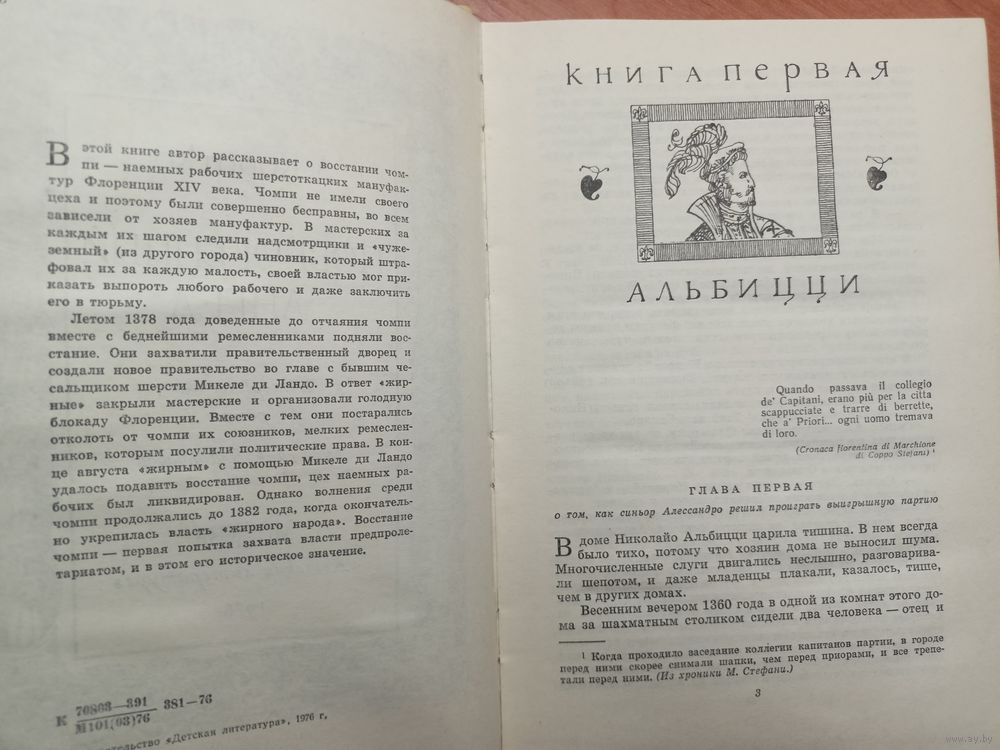 В этой книге автор рассказывает о восстании чом-
пи — наемных рабочих шерстоткацких мануфак-
тур Флоренции XIV века. Чомпи не имели своего
цеха и поэтому были совершенно бесправны, во всем
зависели от хозяев мануфактур. В мастерских за
каждым их шагом следили надсмотрщики и «чуже-
земный» (из другого города) чиновник, который штра-
фовал их за каждую малость, своей властью мог при-
казать выпороть любого рабочего и даже заключить
его в тюрьму.
Летом 1378 года доведенные до отчаяния чомпи
вместе с беднейшими ремесленниками подняли вос-
стание. Они захватили правительственный дворец и
создали новое правительство во главе с бывшим че-
сальщиком шерсти Микеле ди Ландо. В ответ «жир-
ные» закрыли мастерские и организовали голодную
блокаду Флоренции. Вместе с тем они постарались
отколоть от чомпи их союзников, мелких ремеслен-
ников, которым посулили политические права. В кон-
це августа «жирным» с помощью Микеле ди Ландо
удалось подавить восстание чомпи, цех наемных ра-
бочих был ликвидирован. Однако волнения среди
чомпи продолжались до 1382 года, когда окончатель-
но укрепилась власть «жирного народа». Восстание
чомпи — первая попытка захвата власти предпроле-
тариатом, и в этом его историческое значение.
К 70803—391 381—76
М101(03)76
«Детская литература», 1976 г,
КНИГА ПЕРВАЯ
АЛЬБИЦЦИ
Quando passava il collegio
de' Capitani, erano più per la citta
scappucciate e trarre di berrette,
che a' Priori... ogni uomo tremava
di loro.
(Cronaca fiorentina di Marchione
di Coppo Stefani) ¹
ГЛАВА ПЕРВАЯ
о том, как синьор Алессандро решил проиграть выигрышную партию
В доме Николайо Альбицци царила тишина. В нем всегда
было тихо, потому что хозяин дома не выносил шума.
Многочисленные слуги двигались неслышно, разговарива-
ли шепотом, и даже младенцы плакали, казалось, тише,
чем в других домах.
Весенним вечером 1360 года в одной из комнат этого до-
ма за шахматным столиком сидели два человека — отец и
¹ Когда проходило заседание коллегии капитанов партии, в городе
перед ними скорее снимали шапки, чем перед приорами, и все трепе-
тали перед ними. (Из хроники М. Стефани.)
3
www.ay.by